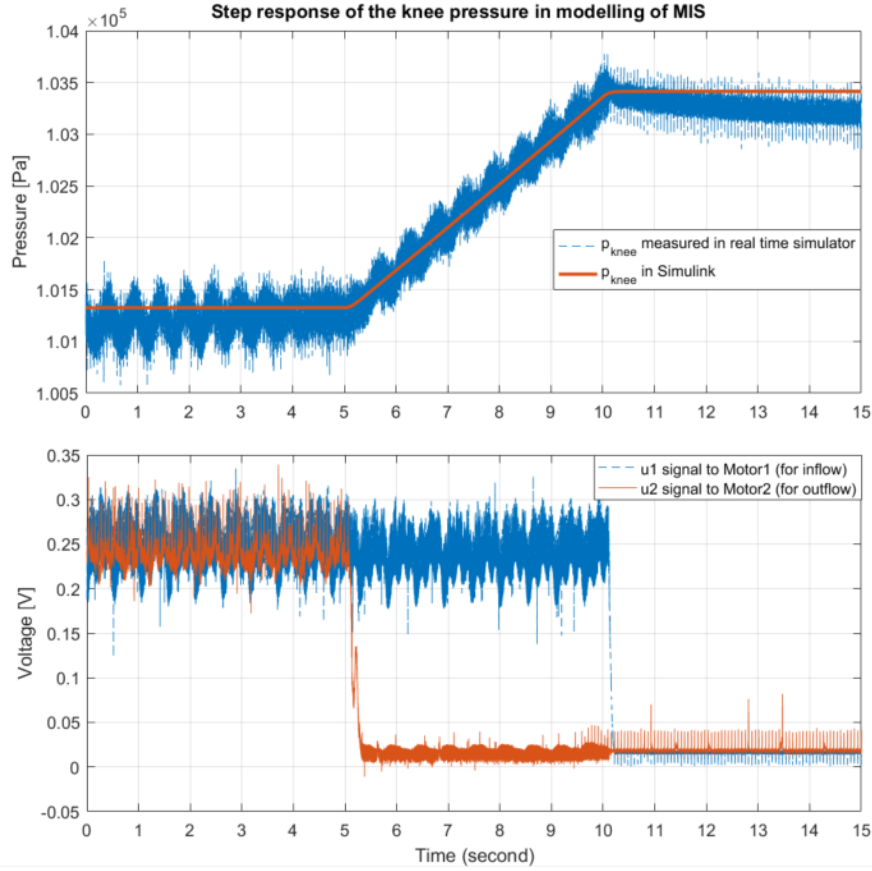 Step response of the knee pressure in modelling of MIS
×10⁵
1.04
1.035
1.03
1.025
1.02
1.015
1.01
1.005
Pressure [Pa]
p_knee measured in real time simulator
p_knee in Simulink
0 1 2 3 4 5 6 7 8 9 10 11 12 13 14 15
0.35
0.3
0.25
0.2
0.15
0.1
0.05
0
-0.05
Voltage [V]
u1 signal to Motor1 (for inflow)
u2 signal to Motor2 (for outflow)
0 1 2 3 4 5 6 7 8 9 10 11 12 13 14 15
Time (second)